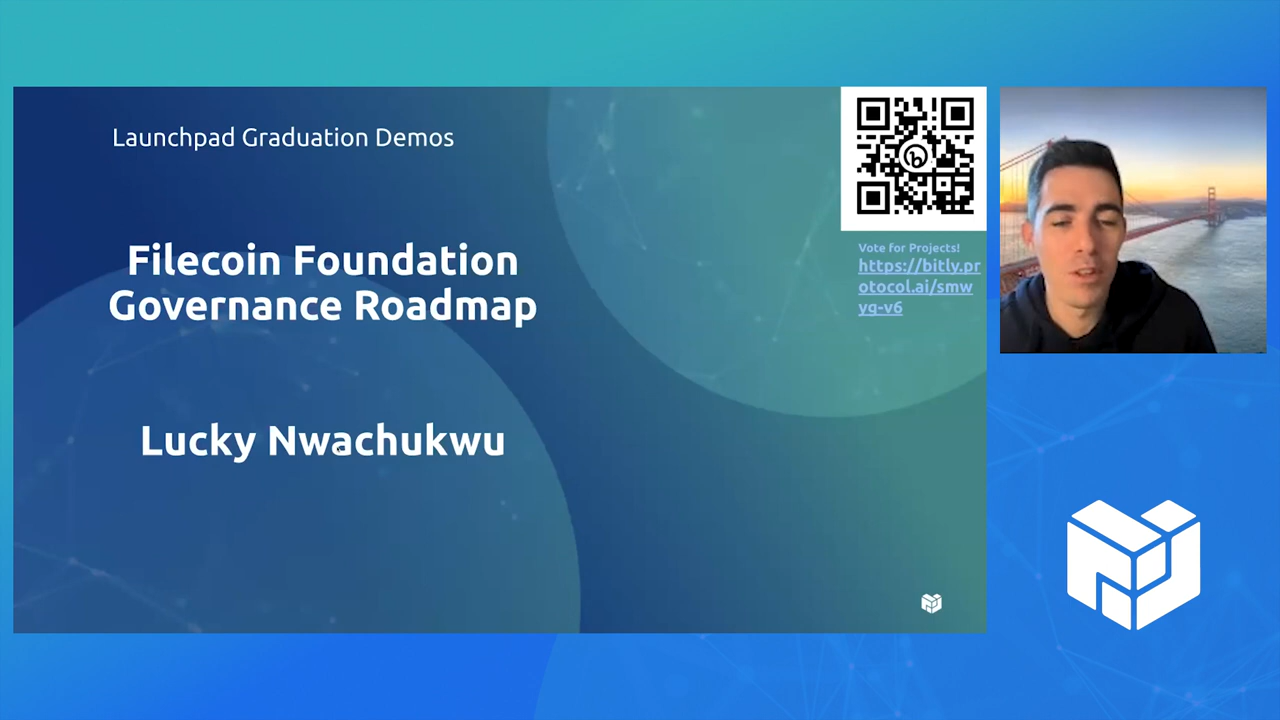 Launchpad Graduation Demos
Filecoin Foundation
Governance Roadmap
Lucky Nwachukwu
Vote for Projects!
https://bitly.pr
otocol.ai/smw
yq-v6